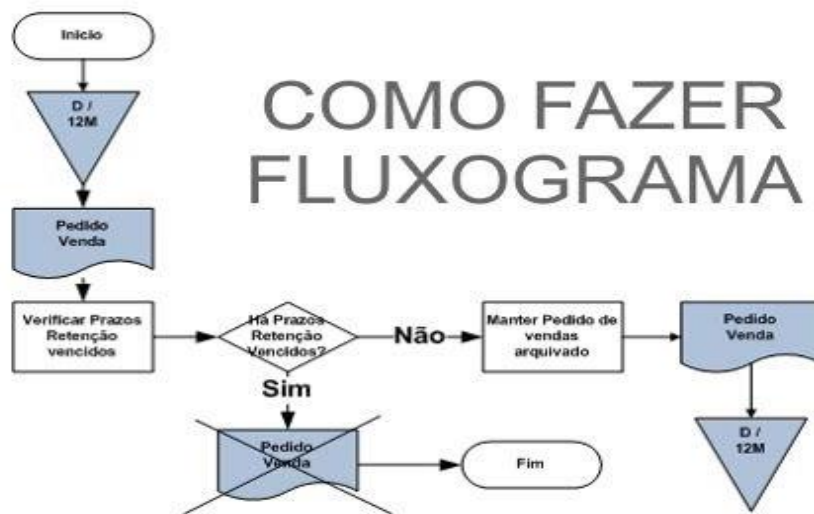 Inicio
D /
12M
COMO FAZER
FLUXOGRAMA
Pedido
Venda
Verificar Prazos
Retenção
vencidos
Há Prazos
Retenção
Vencidos?
Não
Manter Pedido de
vendas
arquivado
Pedido
Venda
Sim
Pedido
Venda
Fim
D /
12M